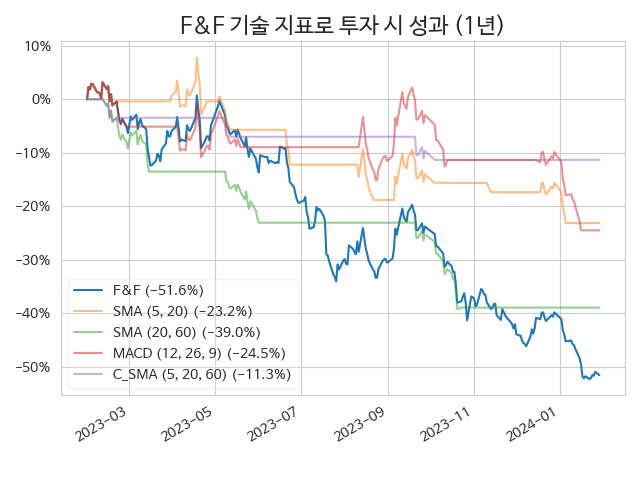 F&F 기술 지표로 투자 시 성과 (1년)
10%
0%
−10%
−20%
−30%
−40%
−50%
F&F (−51.6%)
SMA (5, 20) (−23.2%)
SMA (20, 60) (−39.0%)
MACD (12, 26, 9) (−24.5%)
C_SMA (5, 20, 60) (−11.3%)
2023−03
2023−05
2023−07
2023−09
2023−11
2024−01